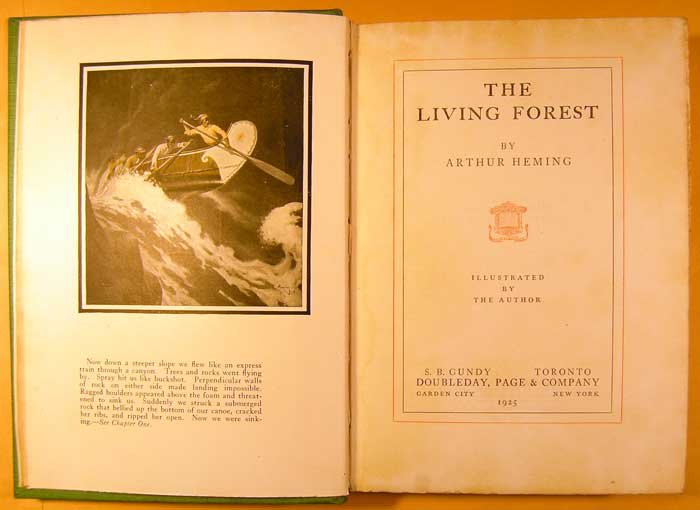 Now down a steeper slope we flew like an express
train through a canyon. Trees and rocks went flying
by. Spray hit us like buckshot. Perpendicular walls
of rock on either side made landing impossible.
Ragged boulders appeared above the foam and threat-
ened to sink us. Suddenly we struck a submerged
rock that bellied up the bottom of our canoe, cracked
her ribs, and ripped her open. Now we were sink-
ing.—See Chapter One.
THE
LIVING FOREST
BY
ARTHUR HEMING
ILLUSTRATED
BY
THE AUTHOR
S. B. GUNDY TORONTO
DOUBLEDAY, PAGE & COMPANY
GARDEN CITY NEW YORK
1925